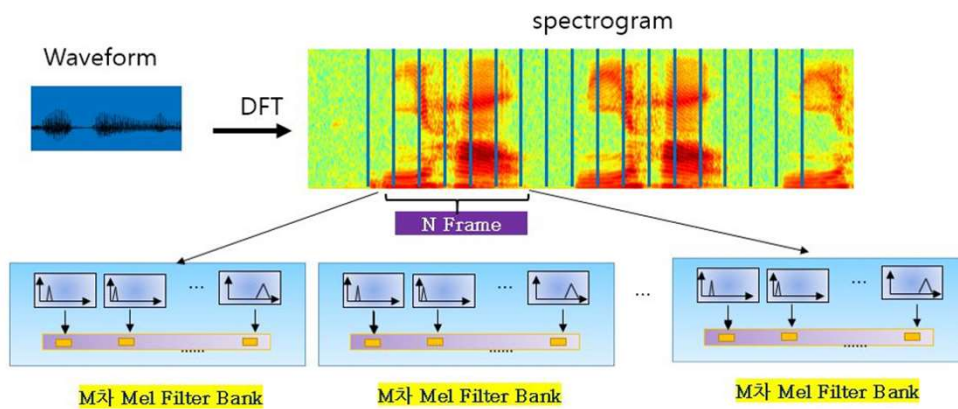 spectrogram
Waveform
DFT
N Frame
... ... ...
...
...... ...... ......
M차 Mel Filter Bank
M차 Mel Filter Bank
M차 Mel Filter Bank